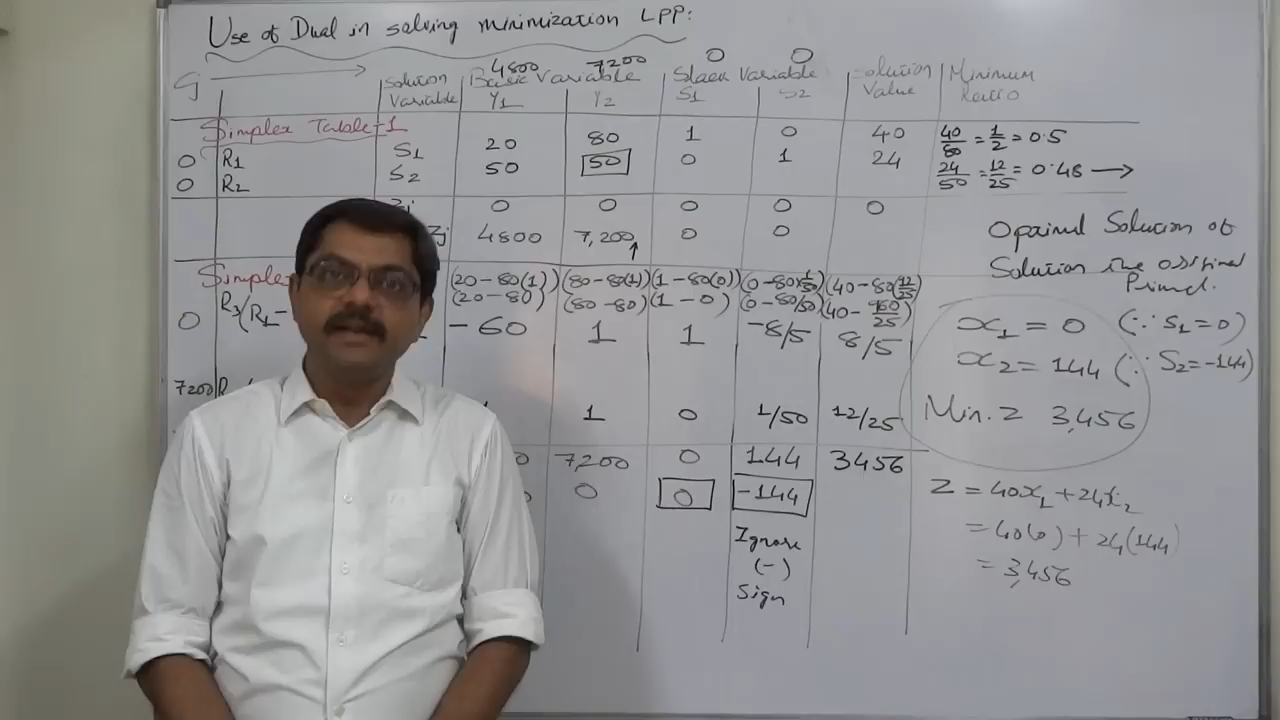 Use of Dual in solving minimization LPP:
4800 7200 0 0
Cj Solution Variable Basic Variable Slack Variable Solution Value Minimum Ratio
Y1 Y2 S1 S2
Simplex Table-1
0 R1 S1 20 80 1 0 40 40/80 = 1/2 = 0.5
0 R2 S2 50 50 0 1 24 24/50 = 12/25 = 0.48 →
Zj 0 0 0 0 0
Zj 4800 7,200 ↑ 0 0
Simplex (20-80(1)) (80-80(1)) (1-80(0)) (0-80×1/50) (40-80(12/25))
R3(R1- (20-80) (80-80) (1-0) (0-80/50) (40-960/25)
0 -60 1 1 -8/5 8/5
7200 1 0 1/50 12/25
0 7,200 0 144 3456
0 0 0 -144
Ignore
(-)
Sign
Opaimul Solution of
Solution the Original
Primal.
x1 = 0 (∵ S1=0)
x2 = 144 (∵ S2=-144)
Min. Z 3,456
Z = 40x1+24x2
= 40(0) + 24(144)
= 3,456